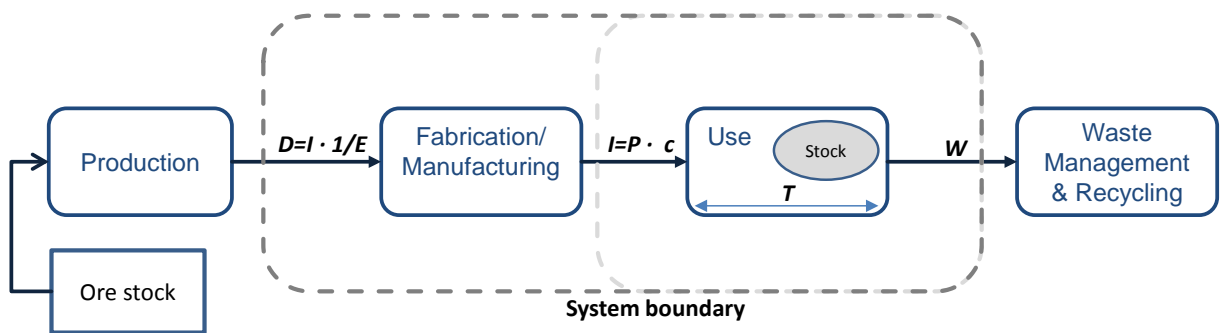 Production
D=I · 1/E
Fabrication/
Manufacturing
I=P · c
Use
Stock
T
W
Waste
Management
& Recycling
Ore stock
System boundary